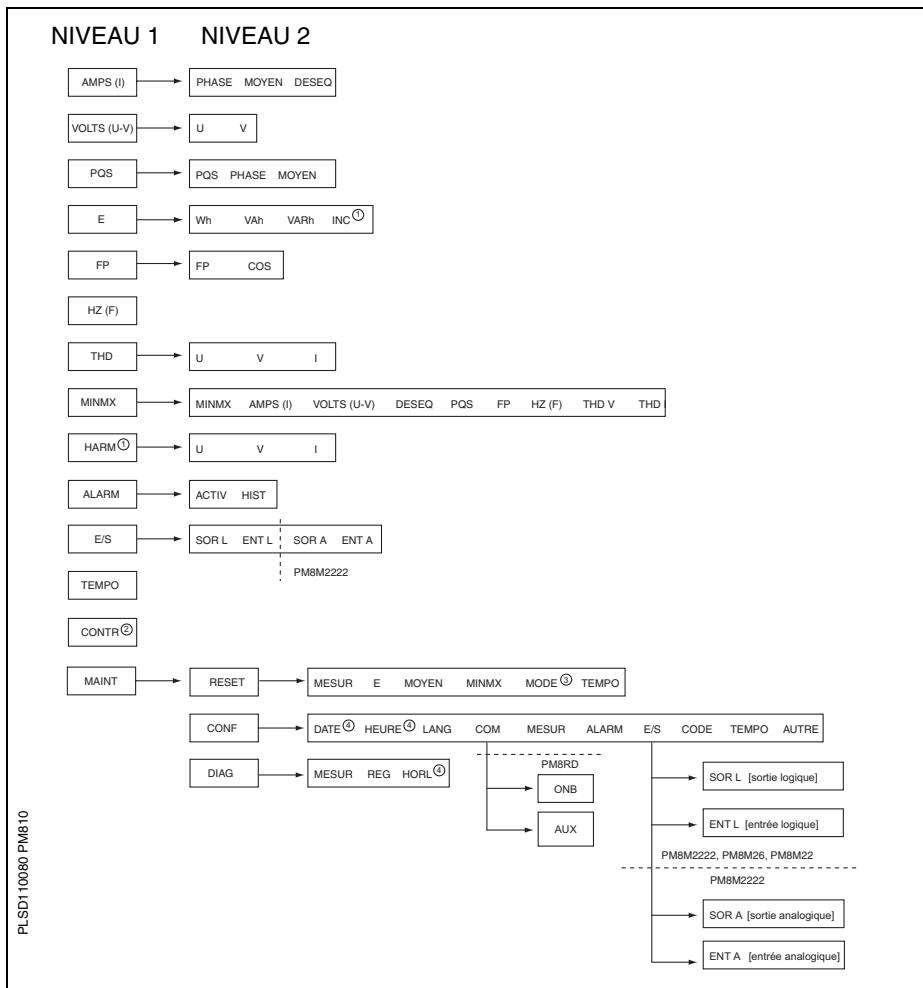 NIVEAU 1 NIVEAU 2
AMPS (I) PHASE MOYEN DESEQ
VOLTS (U-V) U V
PQS PQS PHASE MOYEN
E Wh VAh VARh INC①
FP FP COS
HZ (F)
THD U V I
MINMX MINMX AMPS (I) VOLTS (U-V) DESEQ PQS FP HZ (F) THD V THD I
HARM① U V I
ALARM ACTIV HIST
E/S SOR L ENT L SOR A ENT A
PM8M2222
TEMPO
CONTR②
MAINT RESET MESUR E MOYEN MINMX MODE③ TEMPO
CONF DATE④ HEURE④ LANG COM MESUR ALARM E/S CODE TEMPO AUTRE
DIAG MESUR REG HORL④
PM8RD
ONB
AUX
SOR L [sortie logique]
ENT L [entrée logique]
PM8M2222, PM8M26, PM8M22
PM8M2222
SOR A [sortie analogique]
ENT A [entrée analogique]
PLSD110080 PM810